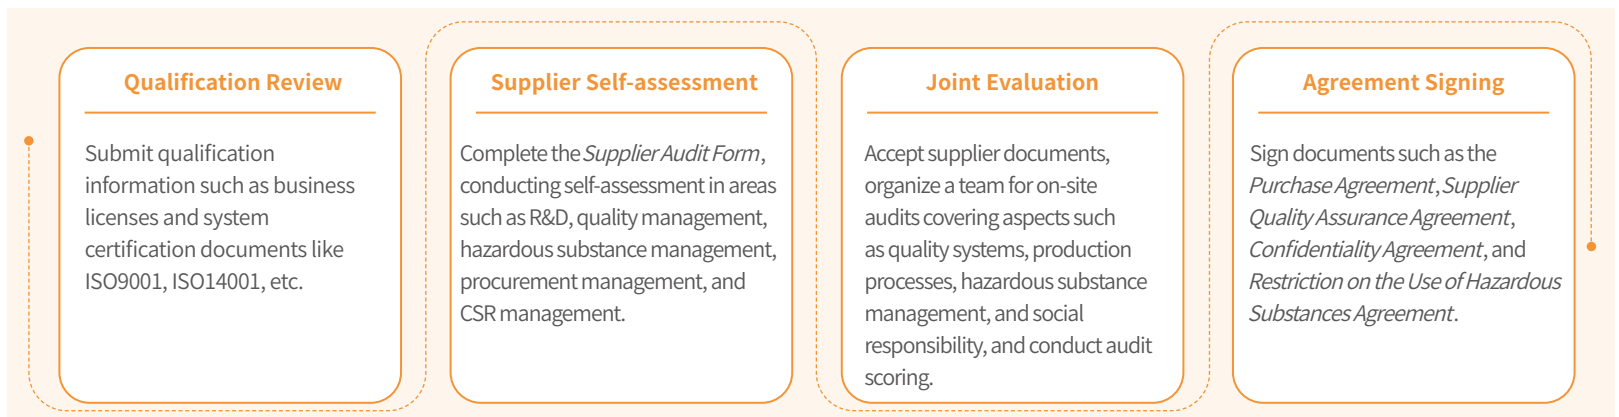 Qualification Review
Submit qualification
information such as business
licenses and system
certification documents like
ISO9001, ISO14001, etc.
Supplier Self-assessment
Complete the Supplier Audit Form,
conducting self-assessment in areas
such as R&D, quality management,
hazardous substance management,
procurement management, and
CSR management.
Joint Evaluation
Accept supplier documents,
organize a team for on-site
audits covering aspects such
as quality systems, production
processes, hazardous substance
management, and social
responsibility, and conduct audit
scoring.
Agreement Signing
Sign documents such as the
Purchase Agreement, Supplier
Quality Assurance Agreement,
Confidentiality Agreement, and
Restriction on the Use of Hazardous
Substances Agreement.